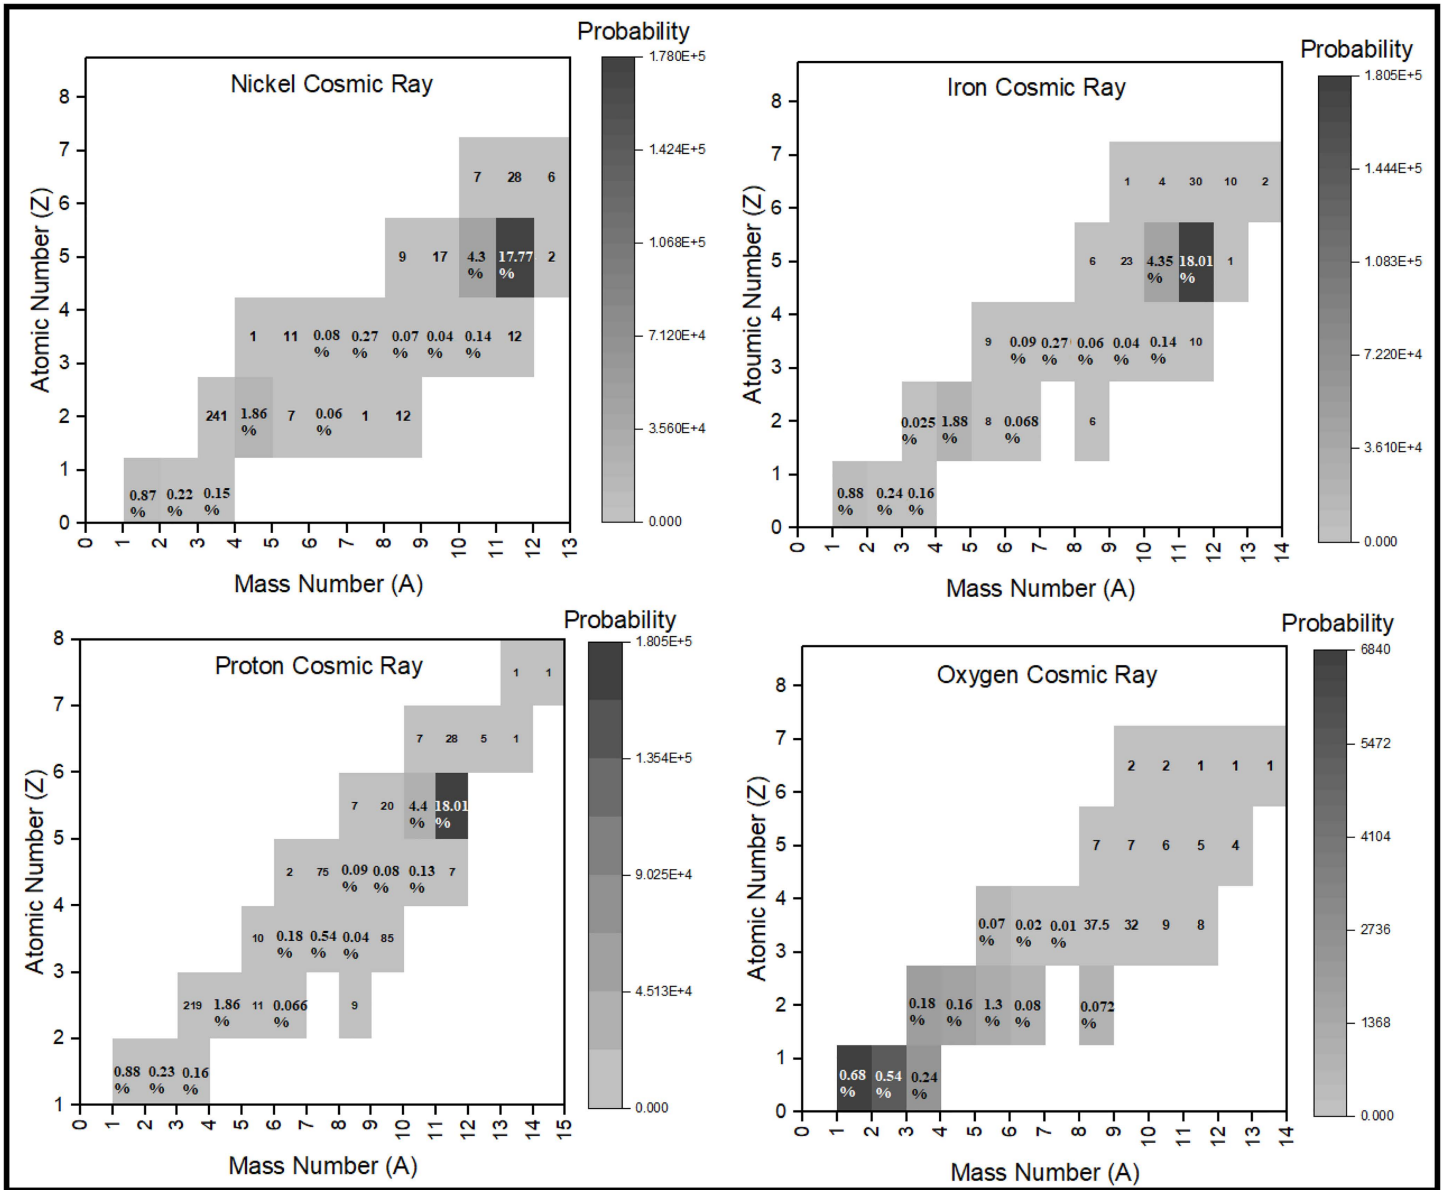 Nickel Cosmic Ray
Probability
1.780E+5
1.424E+5
1.068E+5
7.120E+4
3.560E+4
0.000
Atomic Number (Z)
8
7
6
5
4
3
2
1
0
7 28 6
9 17 4.3 % 17.77 % 2
1 11 0.08 % 0.27 % 0.07 % 0.04 % 0.14 % 12
241 1.86 % 7 0.06 % 1 12
0.87 % 0.22 % 0.15 %
0 1 2 3 4 5 6 7 8 9 10 11 12 13
Mass Number (A)
Iron Cosmic Ray
Probability
1.805E+5
1.444E+5
1.083E+5
7.220E+4
3.610E+4
0.000
Atoumic Number (Z)
8
7
6
5
4
3
2
1
0
1 4 30 10 2
6 23 4.35 % 18.01 % 1
9 0.09 % 0.27 % 0.06 % 0.04 % 0.14 % 10
0.025 % 1.88 % 8 0.068 % 6
0.88 % 0.24 % 0.16 %
0 1 2 3 4 5 6 7 8 9 10 11 12 13 14
Mass Number (A)
Proton Cosmic Ray
Probability
1.805E+5
1.354E+5
9.025E+4
4.513E+4
0.000
Atomic Number (Z)
8
7
6
5
4
3
2
1
1 1
7 28 5 1
7 20 4.4 % 18.01 %
2 75 0.09 % 0.08 % 0.13 % 7
10 0.18 % 0.54 % 0.04 % 85
219 1.86 % 11 0.066 % 9
0.88 % 0.23 % 0.16 %
0 1 2 3 4 5 6 7 8 9 10 11 12 13 14 15
Mass Number (A)
Oxygen Cosmic Ray
Probability
6840
5472
4104
2736
1368
0.000
Atomic Number (Z)
8
7
6
5
4
3
2
1
0
2 2 1 1 1
7 7 6 5 4
0.07 % 0.02 % 0.01 % 37.5 32 9 8
0.18 % 0.16 % 1.3 % 0.08 % 0.072 %
0.68 % 0.54 % 0.24 %
0 1 2 3 4 5 6 7 8 9 10 11 12 13 14
Mass Number (A)